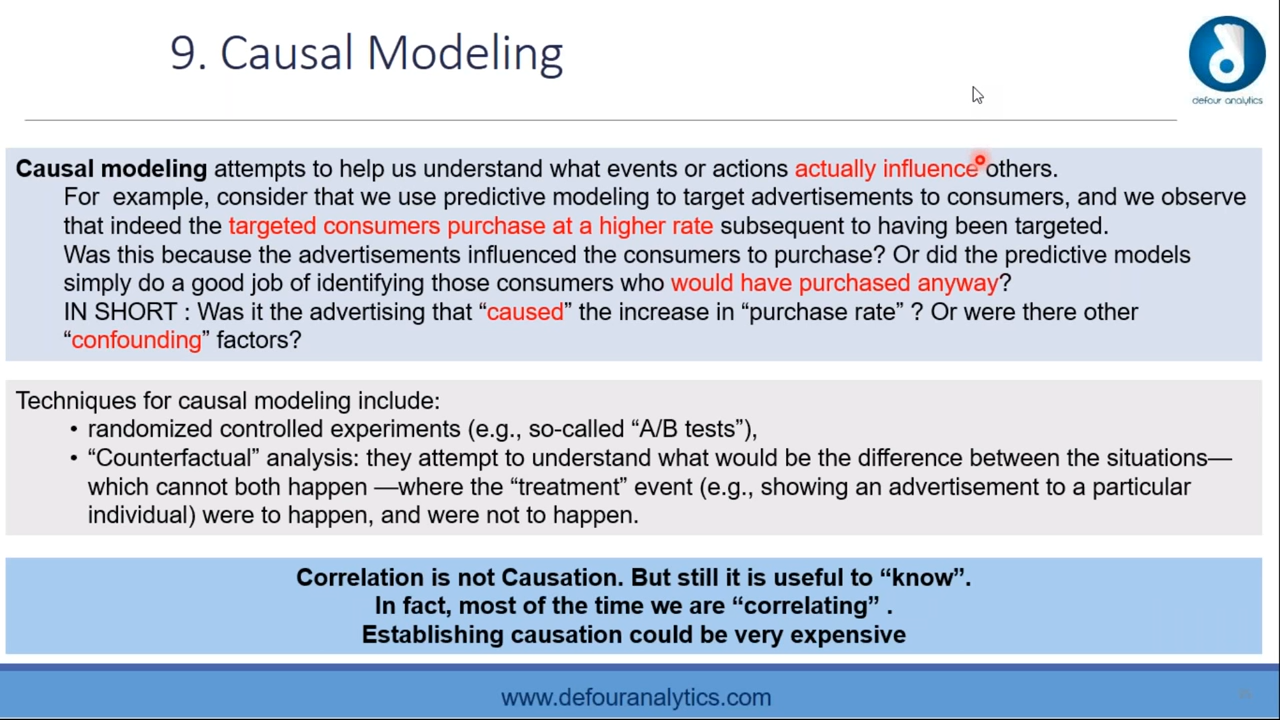 9. Causal Modeling
defour analytics
Causal modeling attempts to help us understand what events or actions actually influence others.
For  example, consider that we use predictive modeling to target advertisements to consumers, and we observe
that indeed the targeted consumers purchase at a higher rate subsequent to having been targeted.
Was this because the advertisements influenced the consumers to purchase? Or did the predictive models
simply do a good job of identifying those consumers who would have purchased anyway?
IN SHORT : Was it the advertising that “caused” the increase in “purchase rate” ? Or were there other
“confounding” factors?
Techniques for causal modeling include:
• randomized controlled experiments (e.g., so-called “A/B tests”),
• “Counterfactual” analysis: they attempt to understand what would be the difference between the situations—
which cannot both happen —where the “treatment” event (e.g., showing an advertisement to a particular
individual) were to happen, and were not to happen.
Correlation is not Causation. But still it is useful to “know”.
In fact, most of the time we are “correlating” .
Establishing causation could be very expensive
www.defouranalytics.com